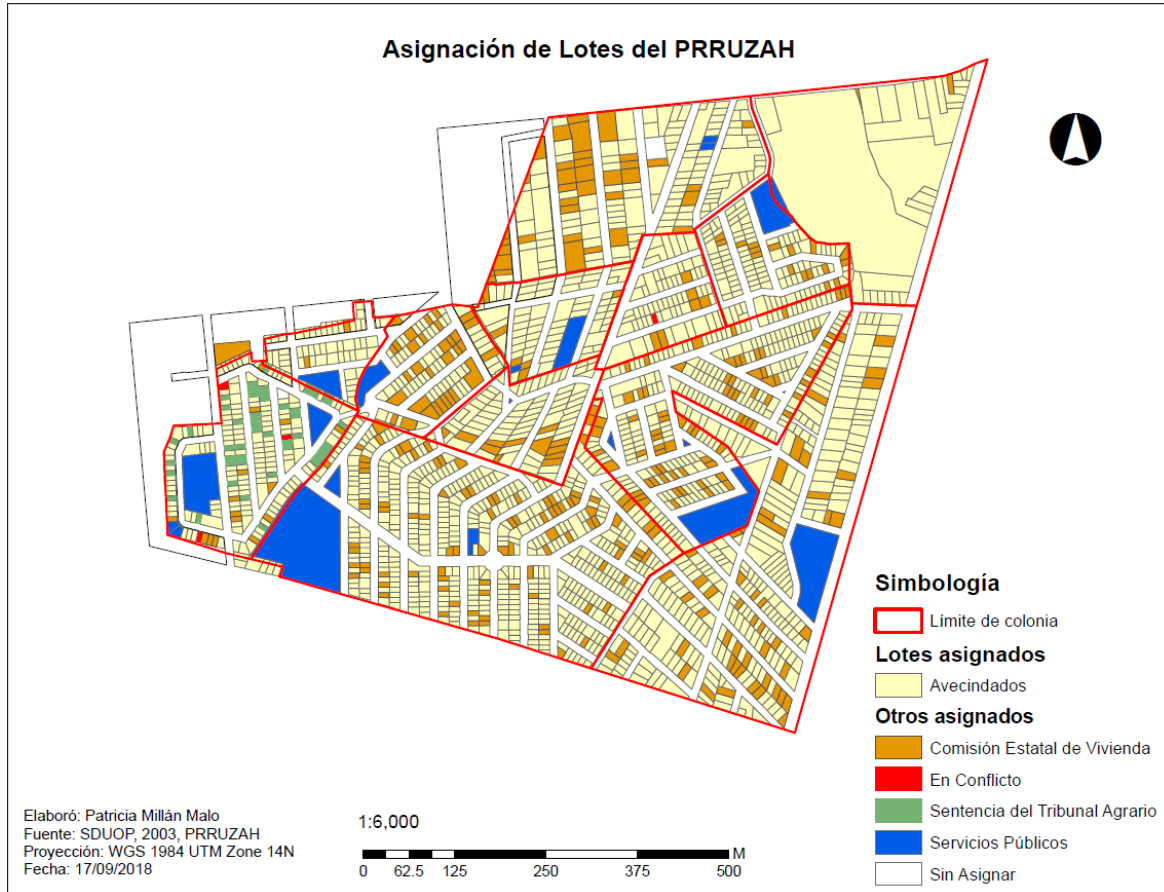 Asignación de Lotes del PRRUZAH
Simbología
Límite de colonia
Lotes asignados
Avecindados
Otros asignados
Comisión Estatal de Vivienda
En Conflicto
Sentencia del Tribunal Agrario
Servicios Públicos
Sin Asignar
Elaboró: Patricia Millán Malo
Fuente: SDUOP, 2003, PRRUZAH
Proyección: WGS 1984 UTM Zone 14N
Fecha: 17/09/2018
1:6,000
M
0 62.5 125 250 375 500